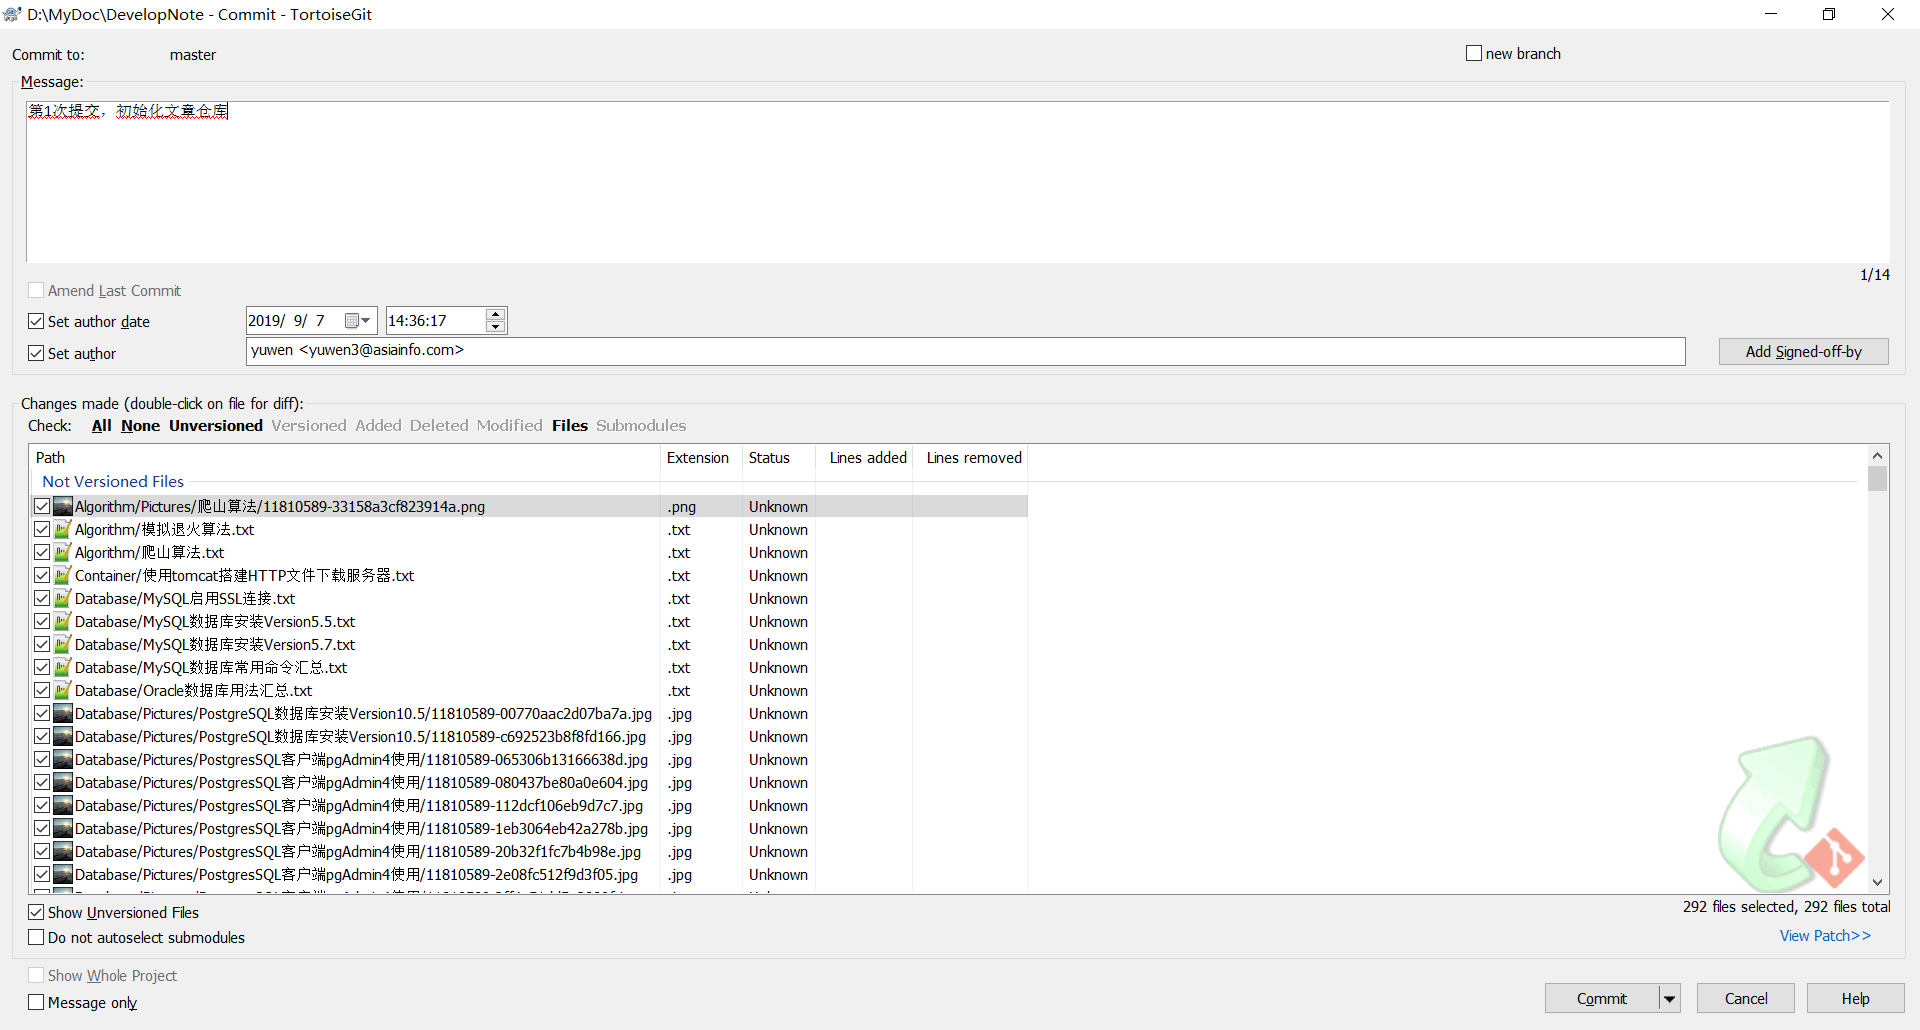 D:\MyDoc\DevelopNote - Commit - TortoiseGit
Commit to: master new branch
Message:
第1次提交，初始化文章仓库
1/14
Amend Last Commit
Set author date 2019/ 9/ 7 14:36:17
Set author yuwen <yuwen3@asiainfo.com> Add Signed-off-by
Changes made (double-click on file for diff):
Check: All None Unversioned Versioned Added Deleted Modified Files Submodules
Path Extension Status Lines added Lines removed
Not Versioned Files
Algorithm/Pictures/爬山算法/11810589-33158a3cf823914a.png .png Unknown
Algorithm/模拟退火算法.txt .txt Unknown
Algorithm/爬山算法.txt .txt Unknown
Container/使用tomcat搭建HTTP文件下载服务器.txt .txt Unknown
Database/MySQL启用SSL连接.txt .txt Unknown
Database/MySQL数据库安装Version5.5.txt .txt Unknown
Database/MySQL数据库安装Version5.7.txt .txt Unknown
Database/MySQL数据库常用命令汇总.txt .txt Unknown
Database/Oracle数据库用法汇总.txt .txt Unknown
Database/Pictures/PostgreSQL数据库安装Version10.5/11810589-00770aac2d07ba7a.jpg .jpg Unknown
Database/Pictures/PostgreSQL数据库安装Version10.5/11810589-c692523b8f8fd166.jpg .jpg Unknown
Database/Pictures/PostgresSQL客户端pgAdmin4使用/11810589-065306b13166638d.jpg .jpg Unknown
Database/Pictures/PostgresSQL客户端pgAdmin4使用/11810589-080437be80a0e604.jpg .jpg Unknown
Database/Pictures/PostgresSQL客户端pgAdmin4使用/11810589-112dcf106eb9d7c7.jpg .jpg Unknown
Database/Pictures/PostgresSQL客户端pgAdmin4使用/11810589-1eb3064eb42a278b.jpg .jpg Unknown
Database/Pictures/PostgresSQL客户端pgAdmin4使用/11810589-20b32f1fc7b4b98e.jpg .jpg Unknown
Database/Pictures/PostgresSQL客户端pgAdmin4使用/11810589-2e08fc512f9d3f05.jpg .jpg Unknown
Show Unversioned Files
292 files selected, 292 files total
Do not autoselect submodules
View Patch>>
Show Whole Project
Message only
Commit Cancel Help